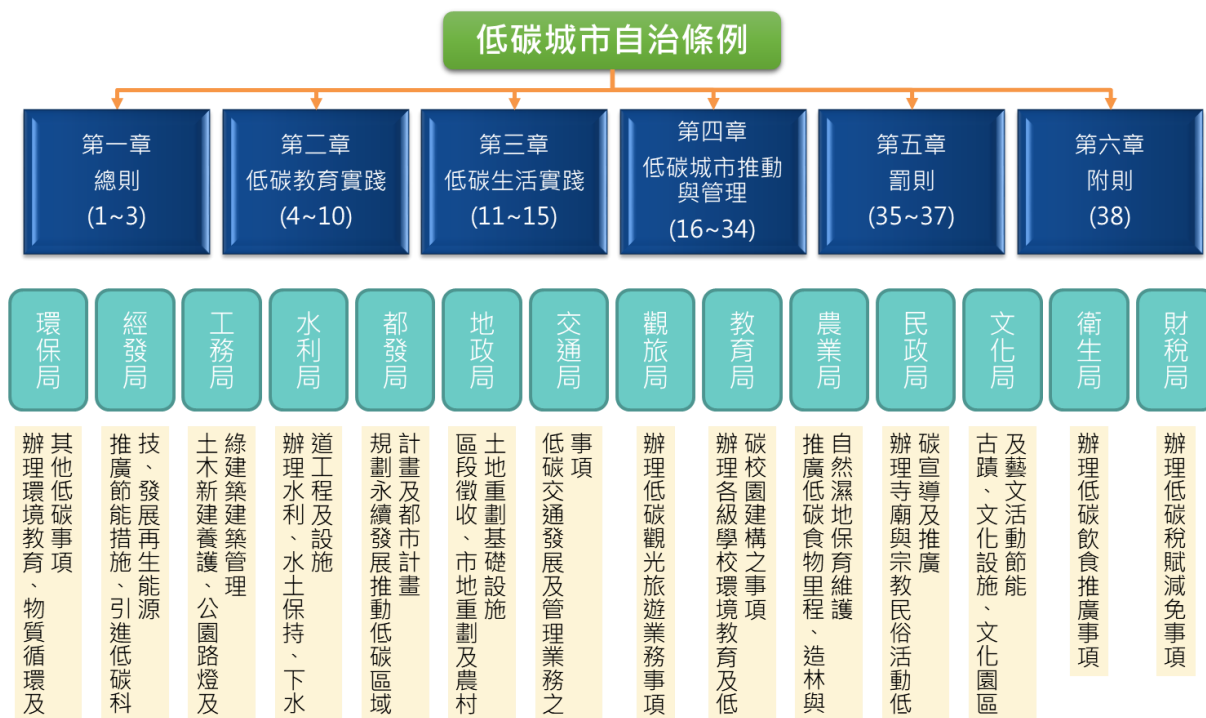 低碳城市自治條例
第一章
總則
(1~3)
第二章
低碳教育實踐
(4~10)
第三章
低碳生活實踐
(11~15)
第四章
低碳城市推動
與管理
(16~34)
第五章
罰則
(35~37)
第六章
附則
(38)
環保局
經發局
工務局
水利局
都發局
地政局
交通局
觀旅局
教育局
農業局
民政局
文化局
衛生局
財稅局
辦理環境教育、物質循環及
其他低碳事項
推廣節能措施、引進低碳科
技、發展再生能源
土木新建養護、公園路燈及
綠建築建築管理
辦理水利、水土保持、下水
道工程及設施
規劃永續發展推動低碳區域
計畫及都市計畫
區段徵收、市地重劃及農村
土地重劃基礎設施
低碳交通發展及管理業務之
事項
辦理低碳觀光旅遊業務事項
辦理各級學校環境教育及低
碳校園建構之事項
推廣低碳食物里程、造林與
自然濕地保育維護
辦理寺廟與宗教民俗活動低
碳宣導及推廣
古蹟、文化設施、文化園區
及藝文活動節能
辦理低碳飲食推廣事項
辦理低碳稅賦減免事項